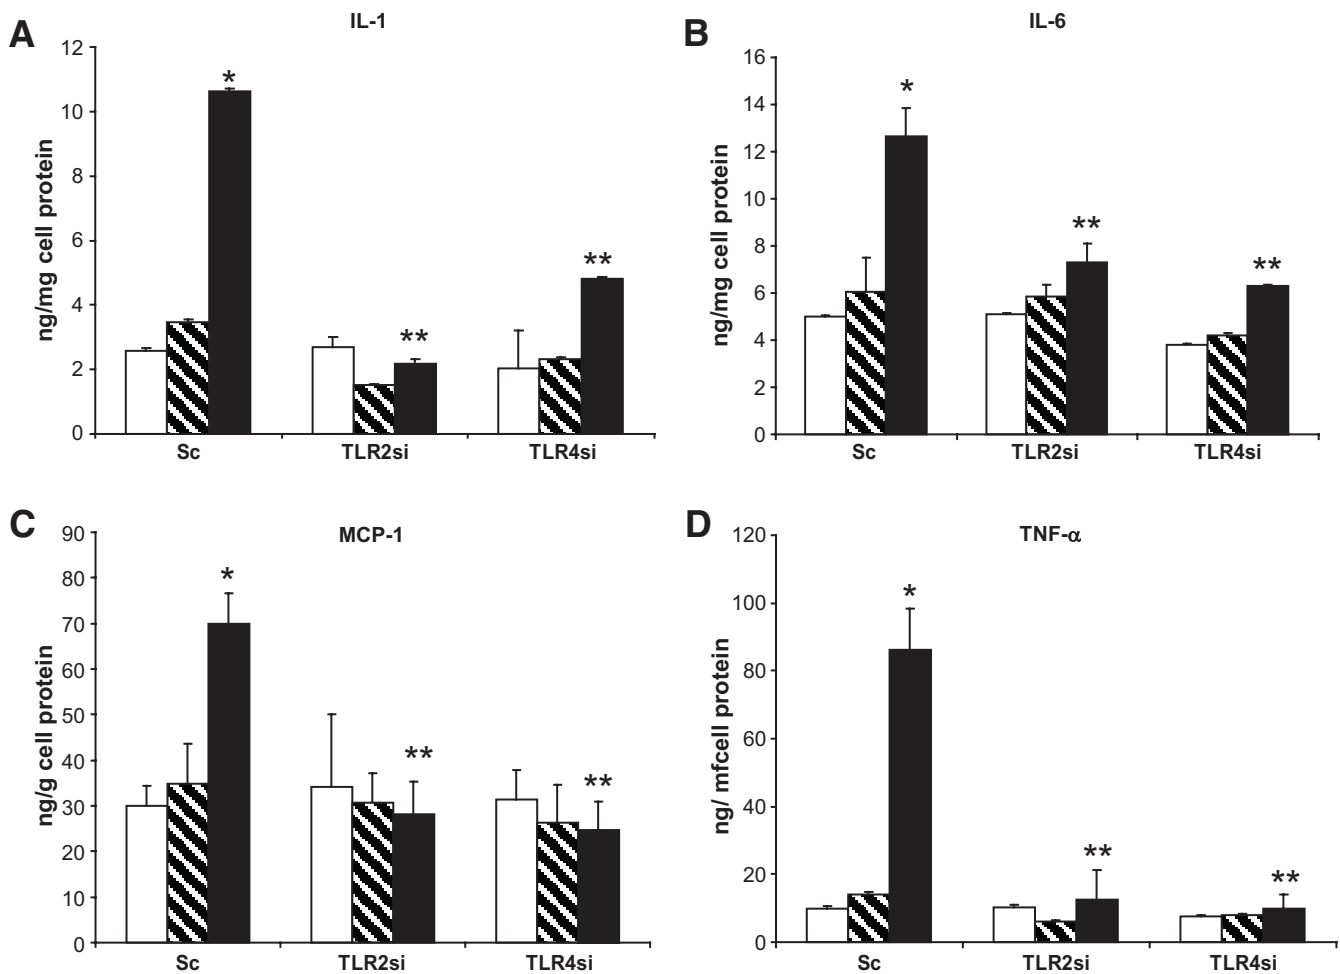 A
IL-1
ng/mg cell protein
12
10
8
6
4
2
0
*
**
**
Sc TLR2si TLR4si
B
IL-6
ng/mg cell protein
16
14
12
10
8
6
4
2
0
*
**
**
Sc TLR2si TLR4si
C
MCP-1
ng/g cell protein
90
80
70
60
50
40
30
20
10
0
*
**
**
Sc TLR2si TLR4si
D
TNF-α
ng/ mfcell protein
120
100
80
60
40
20
0
*
**
**
Sc TLR2si TLR4si